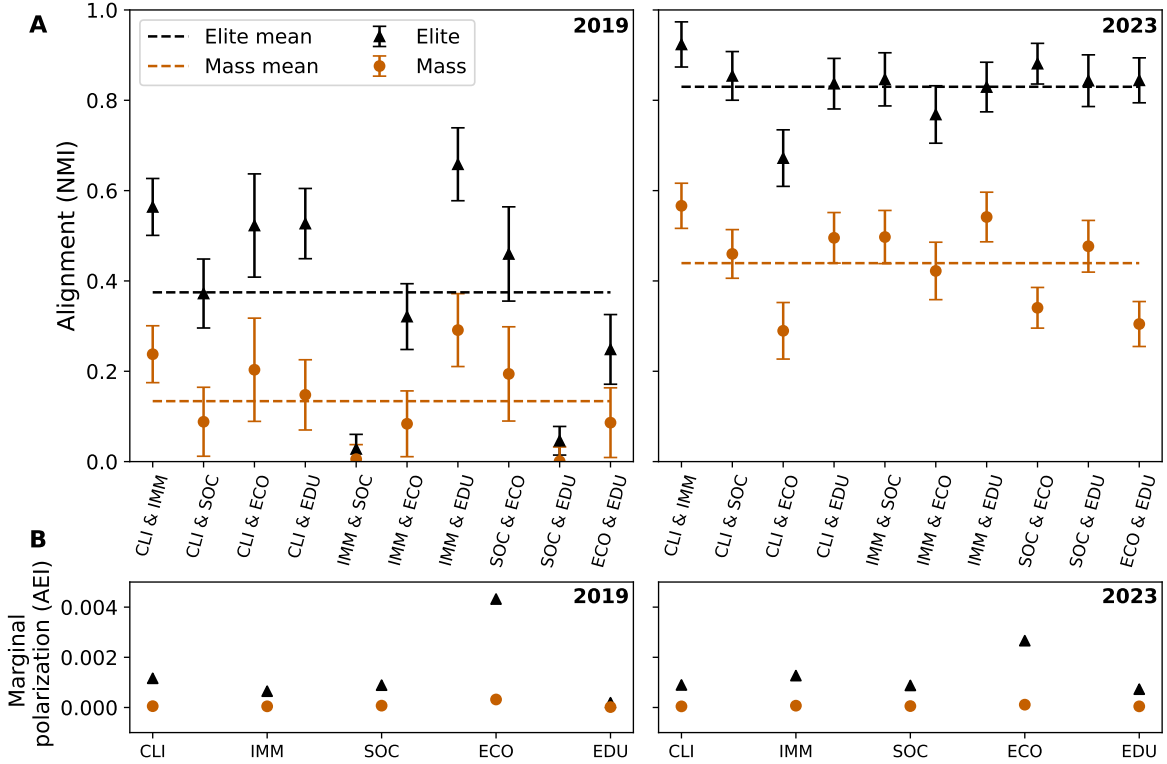 A
2019
2023
Elite mean
Mass mean
Elite
Mass
Alignment (NMI)
1.0
0.8
0.6
0.4
0.2
0.0
CLI & IMM
CLI & SOC
CLI & ECO
CLI & EDU
IMM & SOC
IMM & ECO
IMM & EDU
SOC & ECO
SOC & EDU
ECO & EDU
CLI & IMM
CLI & SOC
CLI & ECO
CLI & EDU
IMM & SOC
IMM & ECO
IMM & EDU
SOC & ECO
SOC & EDU
ECO & EDU
B
2019
2023
Marginal
polarization (AEI)
0.004
0.002
0.000
CLI
IMM
SOC
ECO
EDU
CLI
IMM
SOC
ECO
EDU